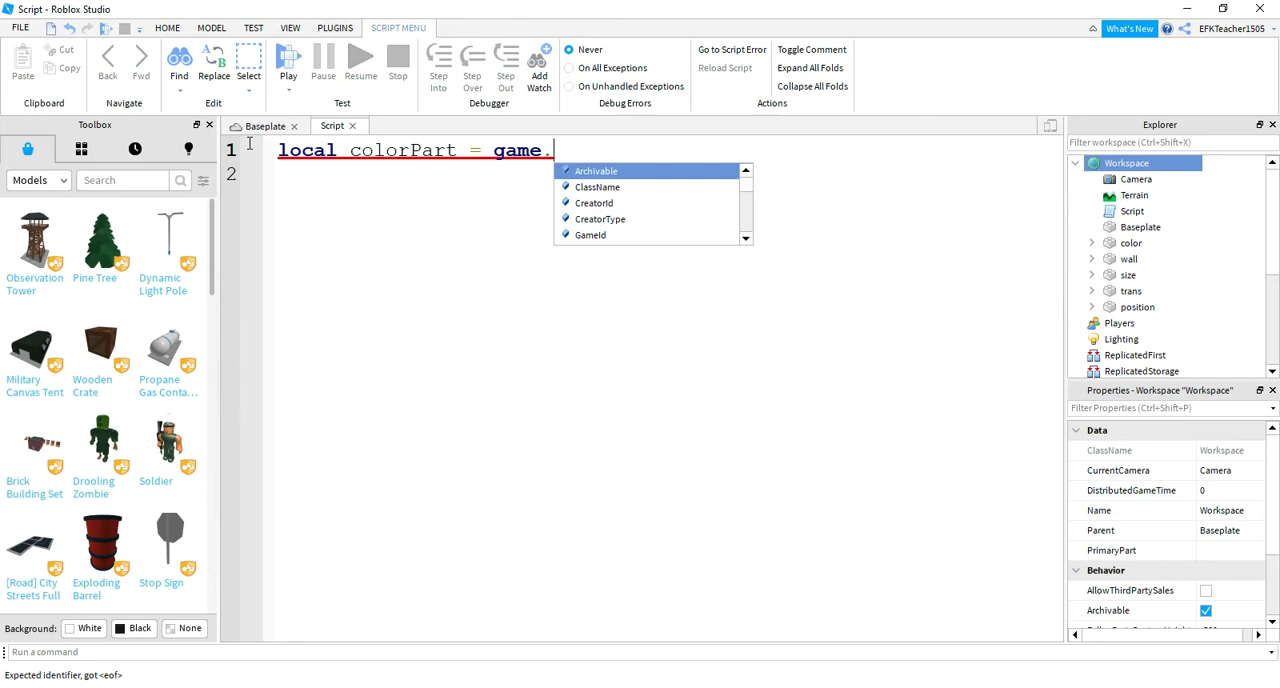 Script - Roblox Studio
FILE HOME MODEL TEST VIEW PLUGINS SCRIPT MENU What's New EFKTeacher1505
Paste Cut Copy
Clipboard
Back Fwd
Navigate
Find Replace Select
Edit
Play Pause Resume Stop
Test
Step Into Step Over Step Out Add Watch
Debugger
Never
On All Exceptions
On Unhandled Exceptions
Debug Errors
Go to Script Error Toggle Comment
Reload Script Expand All Folds
Collapse All Folds
Actions
Toolbox
Models Search
Observation Tower
Pine Tree
Dynamic Light Pole
Military Canvas Tent
Wooden Crate
Propane Gas Conta...
Brick Building Set
Drooling Zombie
Soldier
[Road] City Streets Full
Exploding Barrel
Stop Sign
Background: White Black None
Baseplate Script
1 local colorPart = game.
2
Archivable
ClassName
CreatorId
CreatorType
GameId
Explorer
Filter workspace (Ctrl+Shift+X)
Workspace
Camera
Terrain
Script
Baseplate
color
wall
size
trans
position
Players
Lighting
ReplicatedFirst
ReplicatedStorage
Properties - Workspace "Workspace"
Filter Properties (Ctrl+Shift+P)
Data
ClassName Workspace
CurrentCamera Camera
DistributedGameTime 0
Name Workspace
Parent Baseplate
PrimaryPart
Behavior
AllowThirdPartySales
Archivable
Run a command
Expected identifier, got <eof>